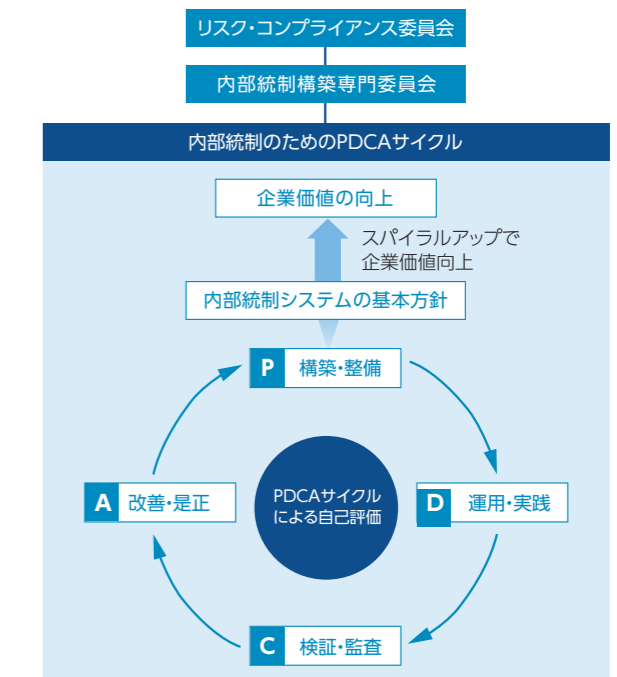 リスク・コンプライアンス委員会
内部統制構築専門委員会
内部統制のためのPDCAサイクル
企業価値の向上
スパイラルアップで
企業価値向上
内部統制システムの基本方針
P 構築・整備
A 改善・是正
PDCAサイクル
による自己評価
D 運用・実践
C 検証・監査